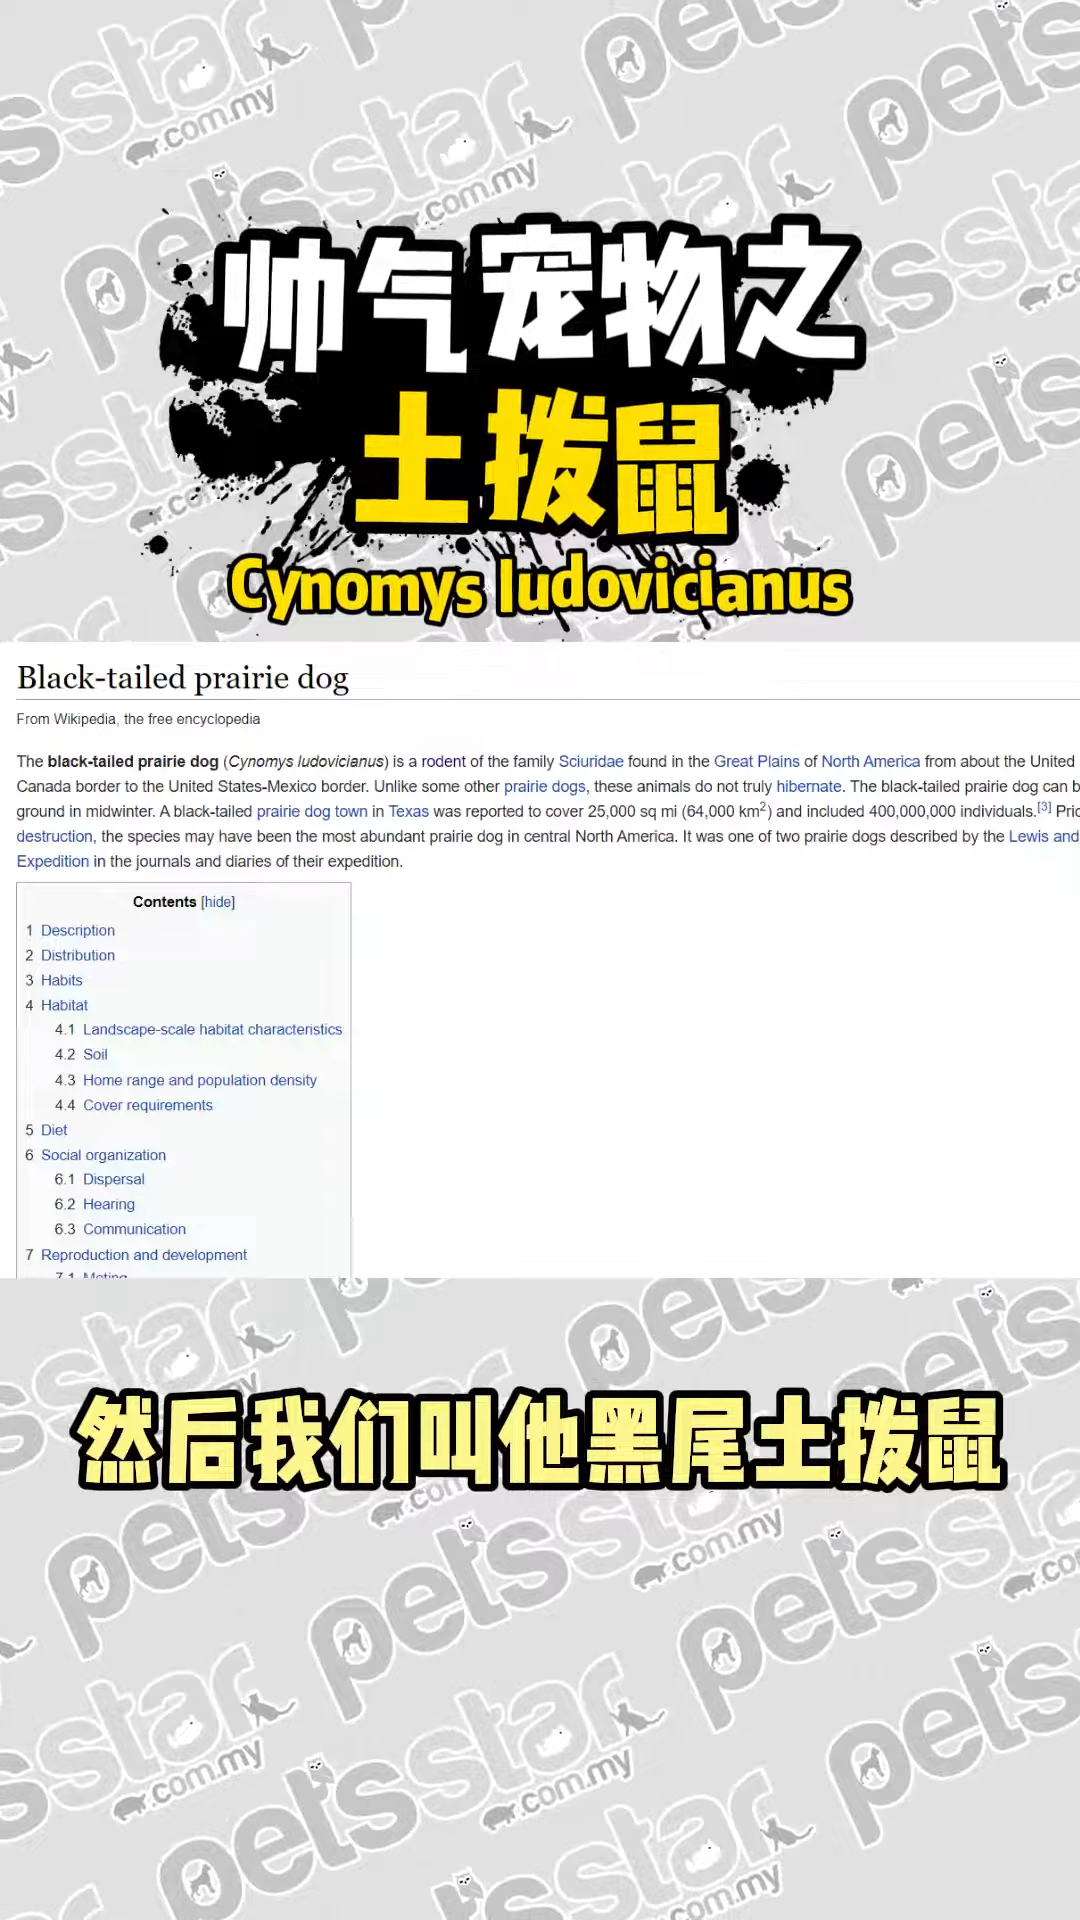 帅气宠物之
土拨鼠
Cynomys ludovicianus
Black-tailed prairie dog
From Wikipedia, the free encyclopedia
The black-tailed prairie dog (Cynomys ludovicianus) is a rodent of the family Sciuridae found in the Great Plains of North America from about the United
Canada border to the United States-Mexico border. Unlike some other prairie dogs, these animals do not truly hibernate. The black-tailed prairie dog can b
ground in midwinter. A black-tailed prairie dog town in Texas was reported to cover 25,000 sq mi (64,000 km2) and included 400,000,000 individuals.[3] Pri
destruction, the species may have been the most abundant prairie dog in central North America. It was one of two prairie dogs described by the Lewis and
Expedition in the journals and diaries of their expedition.
Contents [hide]
1 Description
2 Distribution
3 Habits
4 Habitat
4.1 Landscape-scale habitat characteristics
4.2 Soil
4.3 Home range and population density
4.4 Cover requirements
5 Diet
6 Social organization
6.1 Dispersal
6.2 Hearing
6.3 Communication
7 Reproduction and development
7.1 Mating
然后我们叫他黑尾土拨鼠
petsstar
.com.my